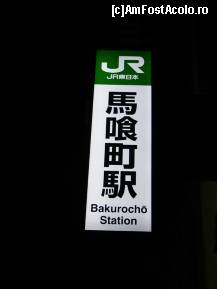 [c]AmFostAcolo.ro
JR
JR東日本
馬喰町駅
Bakurochō
Station